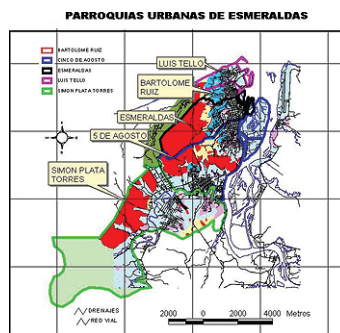 PARROQUIAS URBANAS DE ESMERALDAS
BARTOLOME RUIZ
CINCO DE AGOSTO
ESMERALDAS
LUIS TELLO
SIMON PLATA TORRES
LUIS TELLO
BARTOLOME
RUIZ
ESMERALDAS
5 DE AGOSTO
SIMON PLATA
TORRES
DRENAJES
RED VIAL
2000 0 2000 4000 Metros